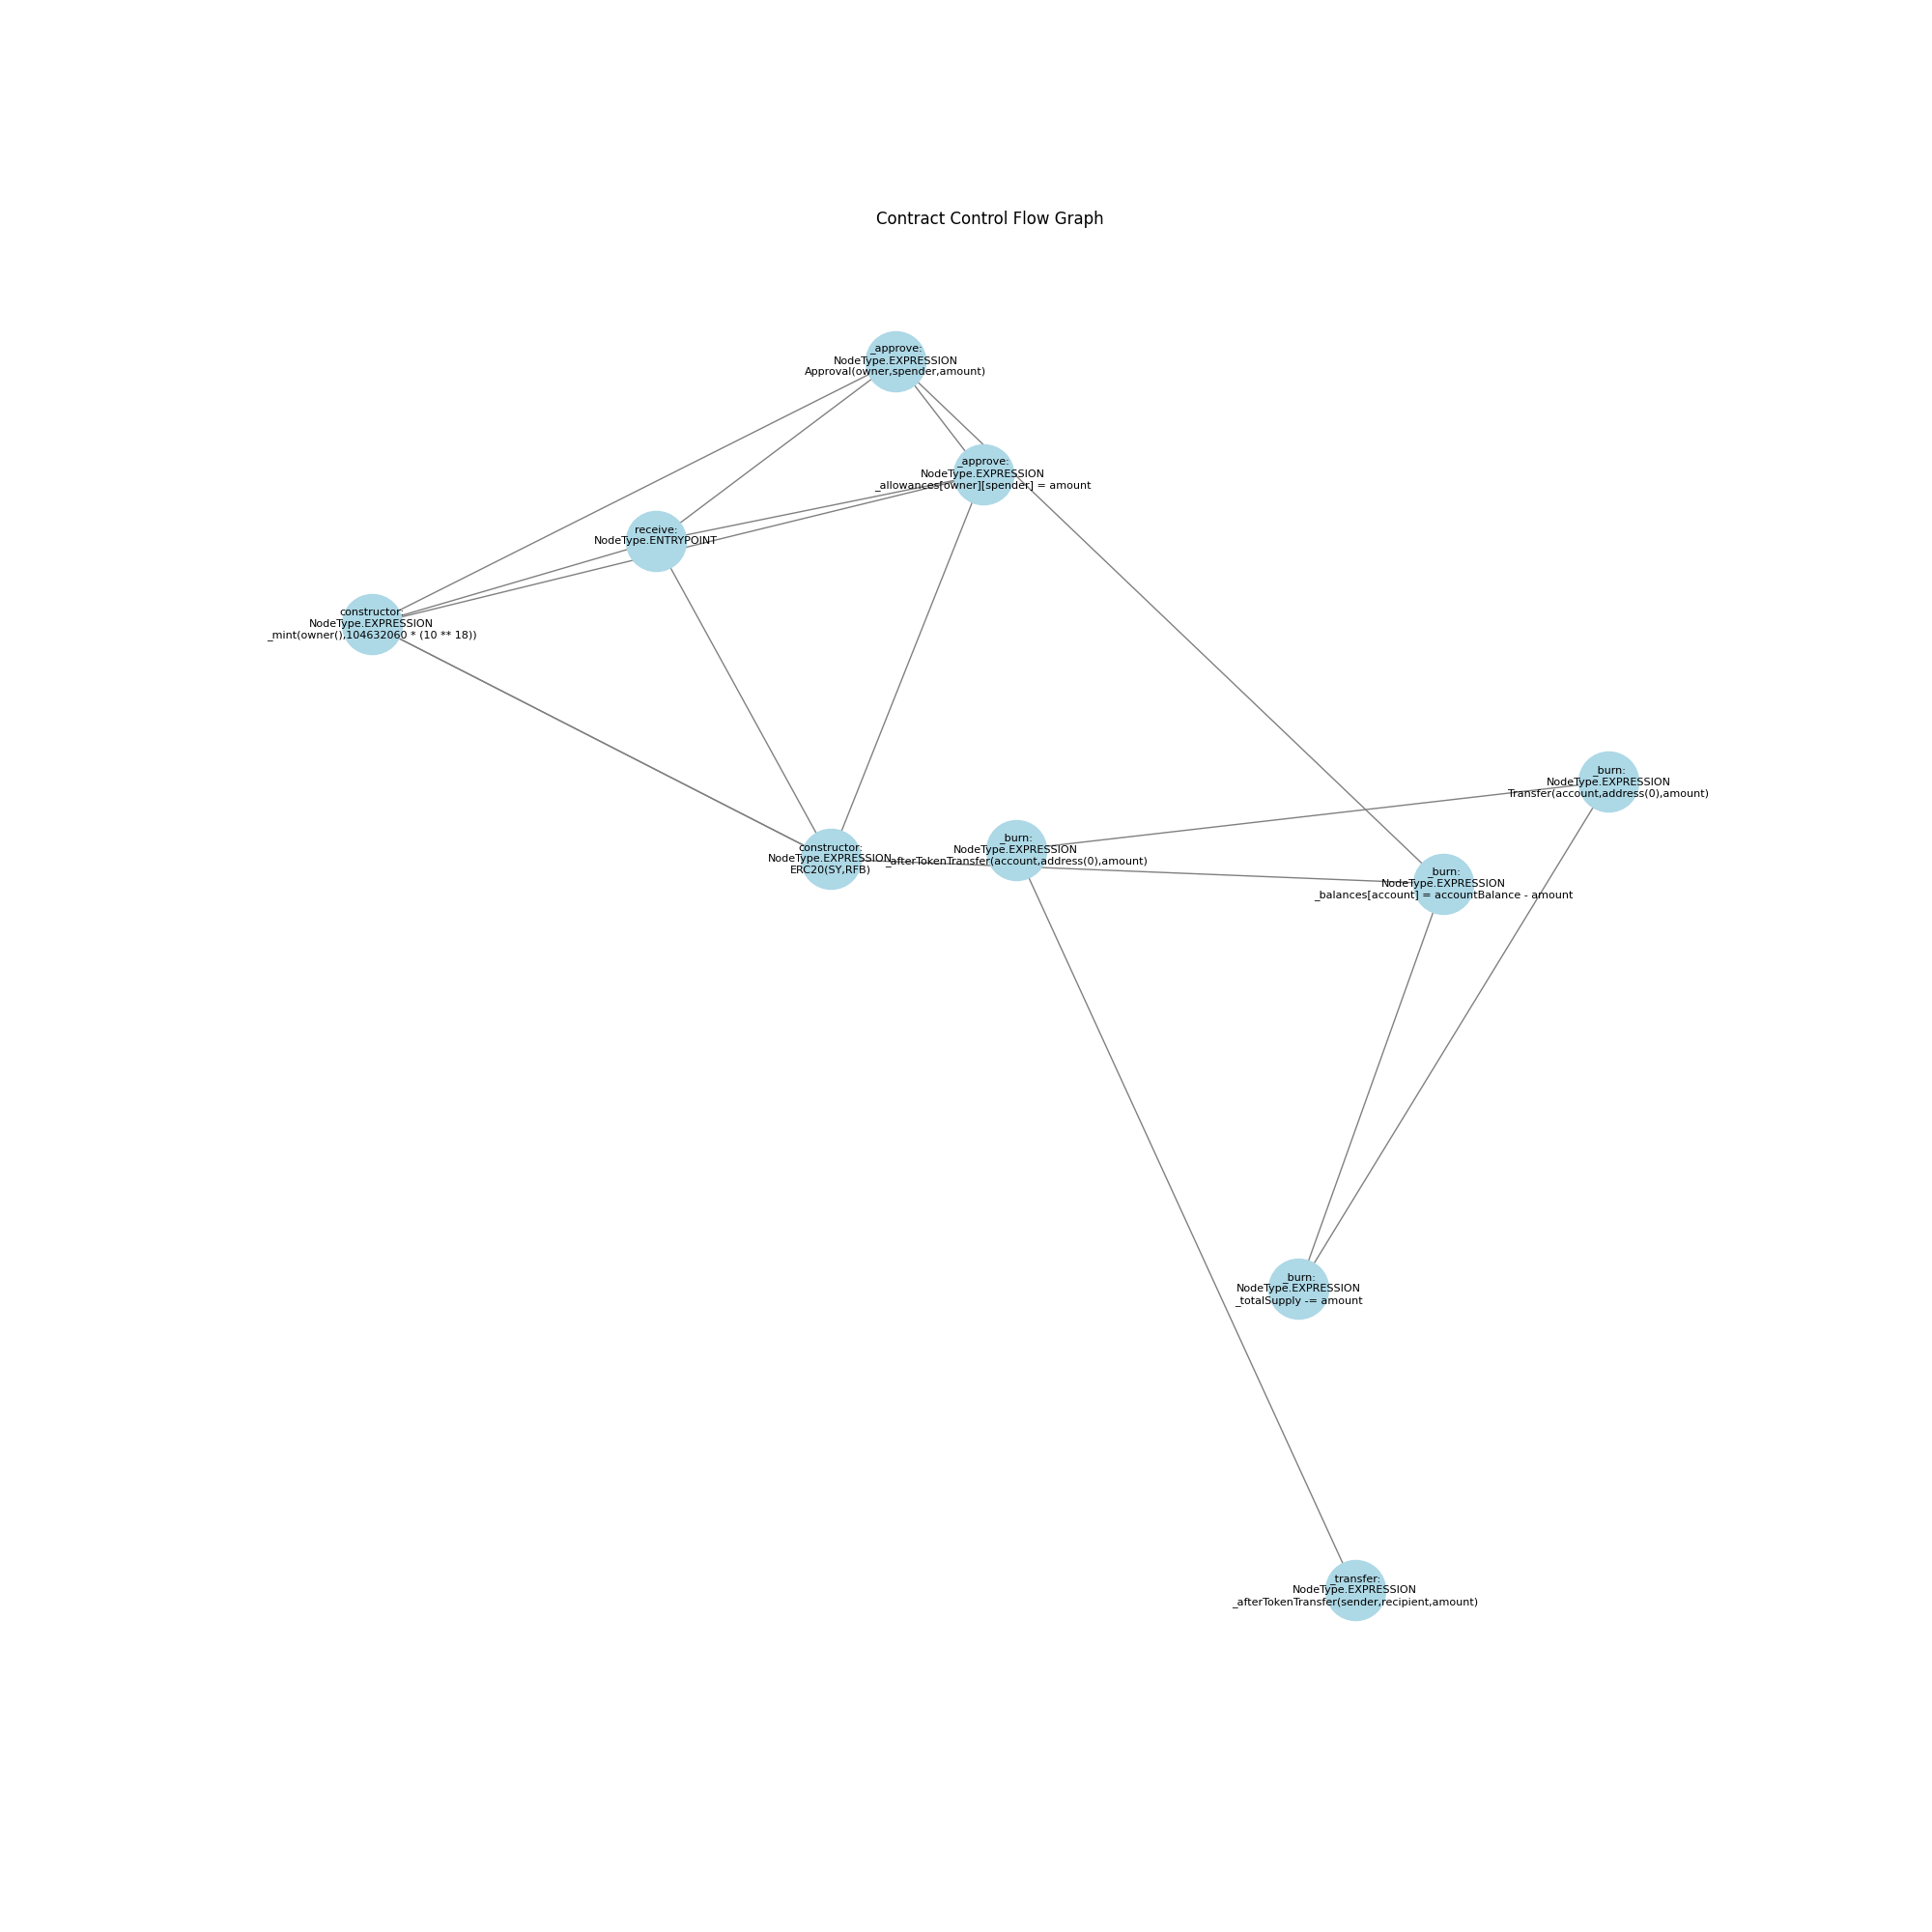 Contract Control Flow Graph
_approve:
NodeType.EXPRESSION
Approval(owner,spender,amount)
_approve:
NodeType.EXPRESSION
_allowances[owner][spender] = amount
receive:
NodeType.ENTRYPOINT
constructor:
NodeType.EXPRESSION
_mint(owner(),104632060 * (10 ** 18))
_burn:
NodeType.EXPRESSION
Transfer(account,address(0),amount)
constructor:
NodeType.EXPRESSION
ERC20(SY,RFB)
_burn:
NodeType.EXPRESSION
_afterTokenTransfer(account,address(0),amount)
_burn:
NodeType.EXPRESSION
_balances[account] = accountBalance - amount
_burn:
NodeType.EXPRESSION
_totalSupply -= amount
_transfer:
NodeType.EXPRESSION
_afterTokenTransfer(sender,recipient,amount)